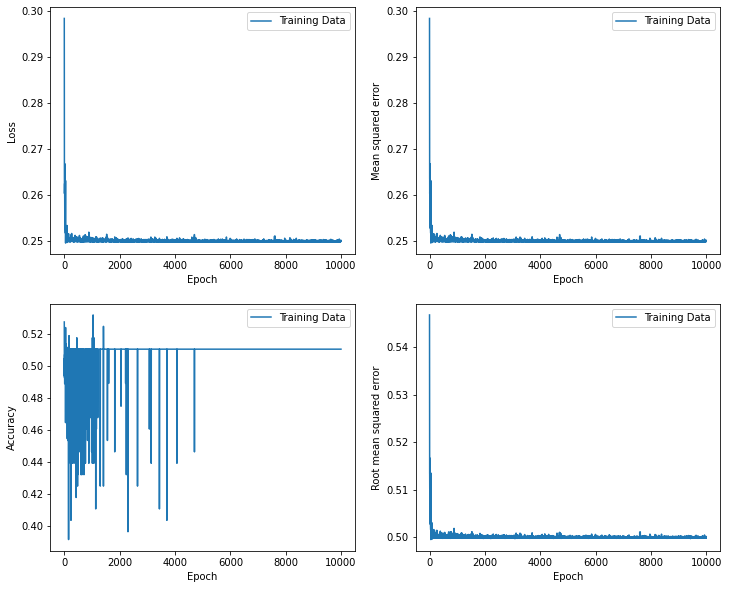 0.30
0.29
0.28
0.27
0.26
0.25
Loss
Training Data
0 2000 4000 6000 8000 10000
Epoch
0.30
0.29
0.28
0.27
0.26
0.25
Mean squared error
Training Data
0 2000 4000 6000 8000 10000
Epoch
0.52
0.50
0.48
0.46
0.44
0.42
0.40
Accuracy
Training Data
0 2000 4000 6000 8000 10000
Epoch
0.54
0.53
0.52
0.51
0.50
Root mean squared error
Training Data
0 2000 4000 6000 8000 10000
Epoch